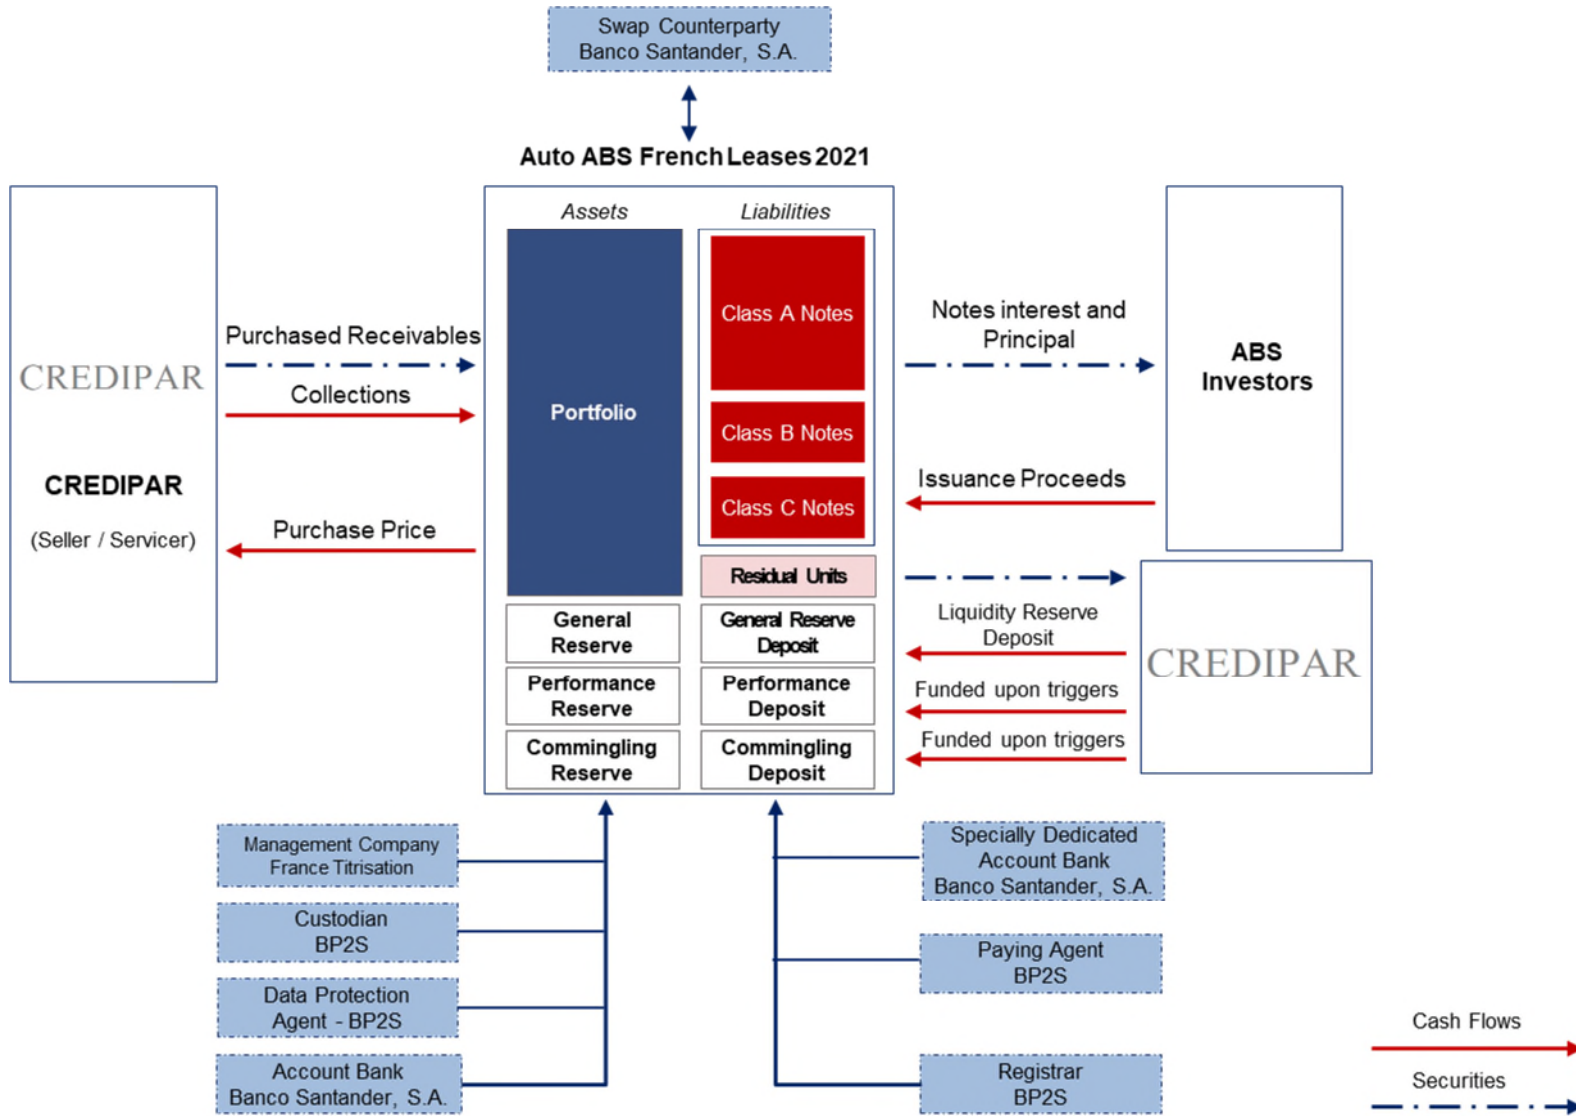 Swap Counterparty
Banco Santander, S.A.
Auto ABS French Leases 2021
Assets
Liabilities
Portfolio
Class A Notes
Class B Notes
Class C Notes
Residual Units
General
Reserve
General Reserve
Deposit
Performance
Reserve
Performance
Deposit
Commingling
Reserve
Commingling
Deposit
CREDIPAR
CREDIPAR
(Seller / Servicer)
Purchased Receivables
Collections
Purchase Price
Notes interest and
Principal
Issuance Proceeds
ABS
Investors
Liquidity Reserve
Deposit
Funded upon triggers
Funded upon triggers
CREDIPAR
Management Company
France Titrisation
Custodian
BP2S
Data Protection
Agent - BP2S
Account Bank
Banco Santander, S.A.
Specially Dedicated
Account Bank
Banco Santander, S.A.
Paying Agent
BP2S
Registrar
BP2S
Cash Flows
Securities